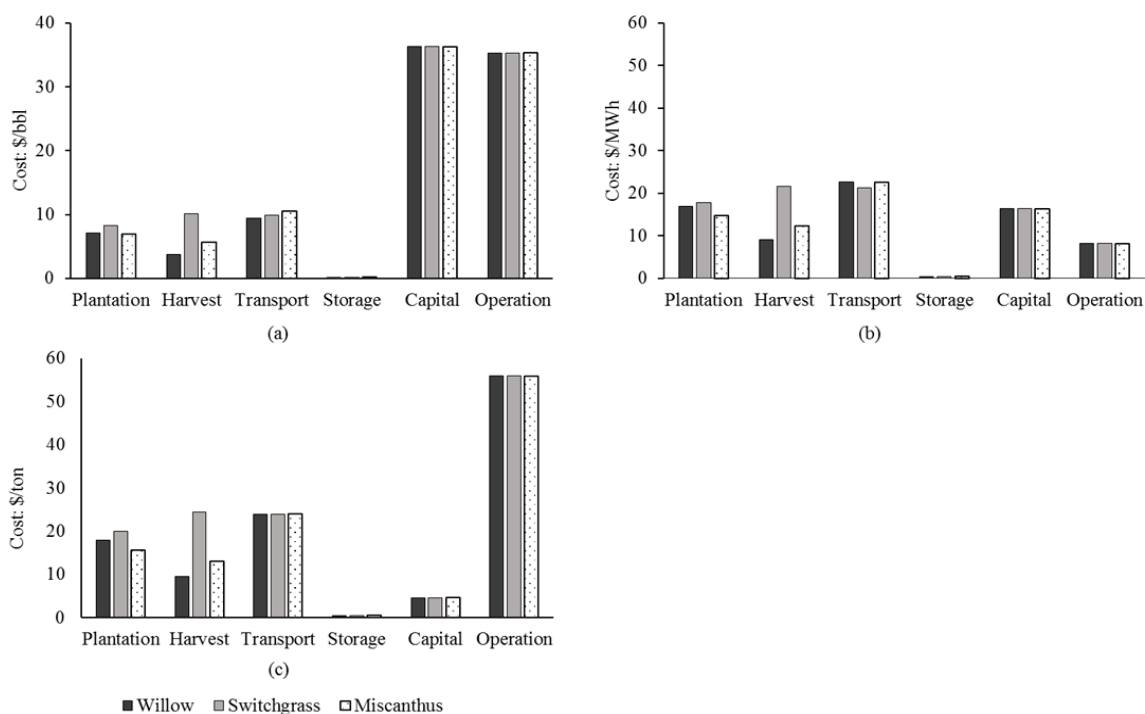 Cost: $/bbl
40
30
20
10
0
Plantation Harvest Transport Storage Capital Operation
(a)
Cost: $/MWh
60
50
40
30
20
10
0
Plantation Harvest Transport Storage Capital Operation
(b)
Cost: $/ton
60
50
40
30
20
10
0
Plantation Harvest Transport Storage Capital Operation
(c)
Willow Switchgrass Miscanthus